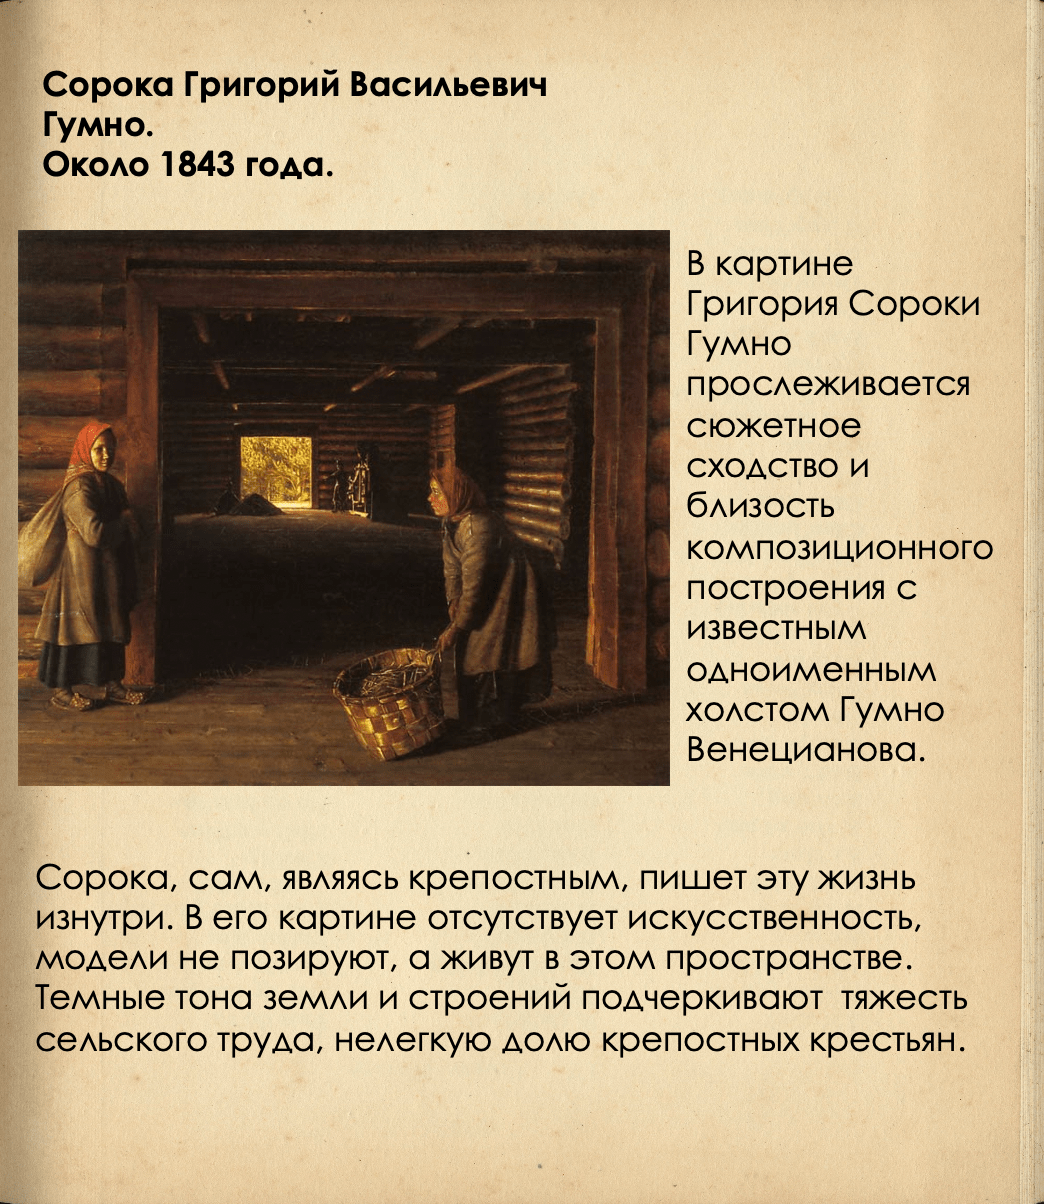 Сорока Григорий Васильевич
Гумно.
Около 1843 года.
В картине
Григория Сороки
Гумно
прослеживается
сюжетное
сходство и
близость
композиционного
построения с
известным
одноименным
холстом Гумно
Венецианова.
Сорока, сам, являясь крепостным, пишет эту жизнь
изнутри. В его картине отсутствует искусственность,
модели не позируют, а живут в этом пространстве.
Темные тона земли и строений подчеркивают  тяжесть
сельского труда, нелегкую долю крепостных крестьян.